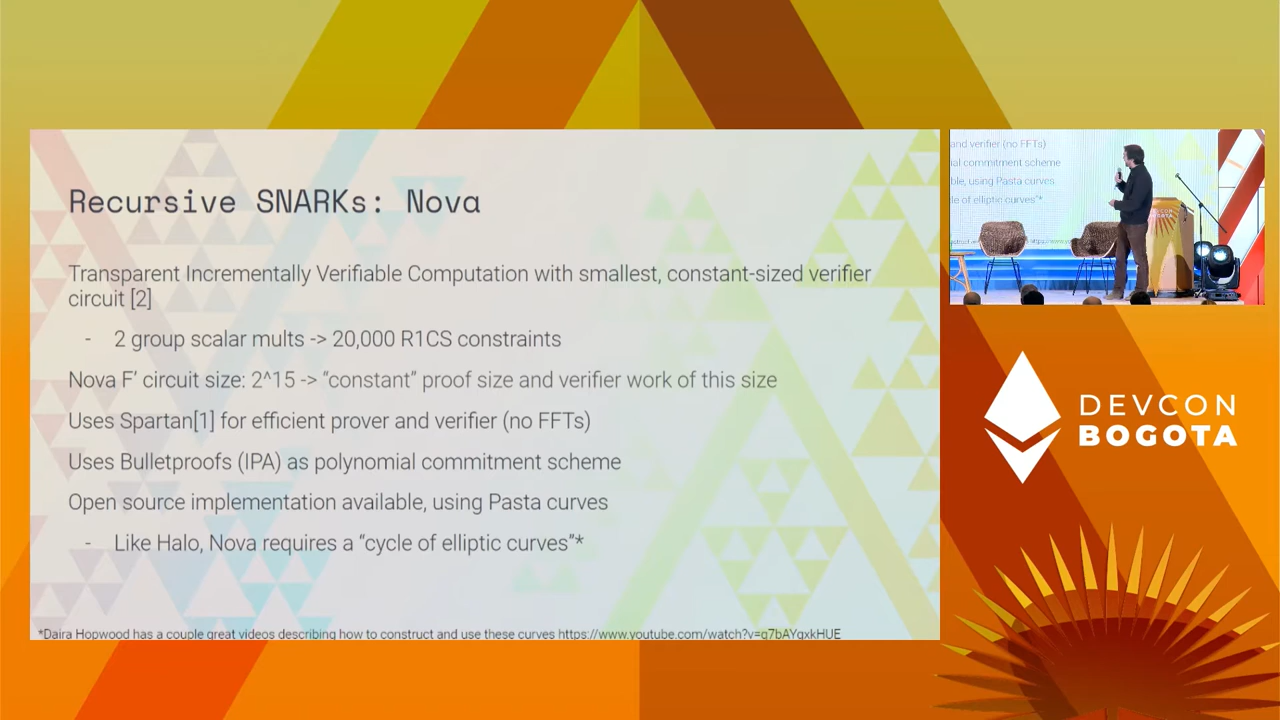 Recursive SNARKs: Nova
Transparent Incrementally Verifiable Computation with smallest, constant-sized verifier
circuit [2]
- 2 group scalar mults -> 20,000 R1CS constraints
Nova F’ circuit size: 2^15 -> “constant” proof size and verifier work of this size
Uses Spartan[1] for efficient prover and verifier (no FFTs)
Uses Bulletproofs (IPA) as polynomial commitment scheme
Open source implementation available, using Pasta curves
- Like Halo, Nova requires a “cycle of elliptic curves”*
*Daira Hopwood has a couple great videos describing how to construct and use these curves https://www.youtube.com/watch?v=q7bAYgxkHUE
and verifier (no FFTs)
ial commitment scheme
ble, using Pasta curves
cle of elliptic curves”*
DEVCON
BOGOTA
DEVCON
BOGOTA